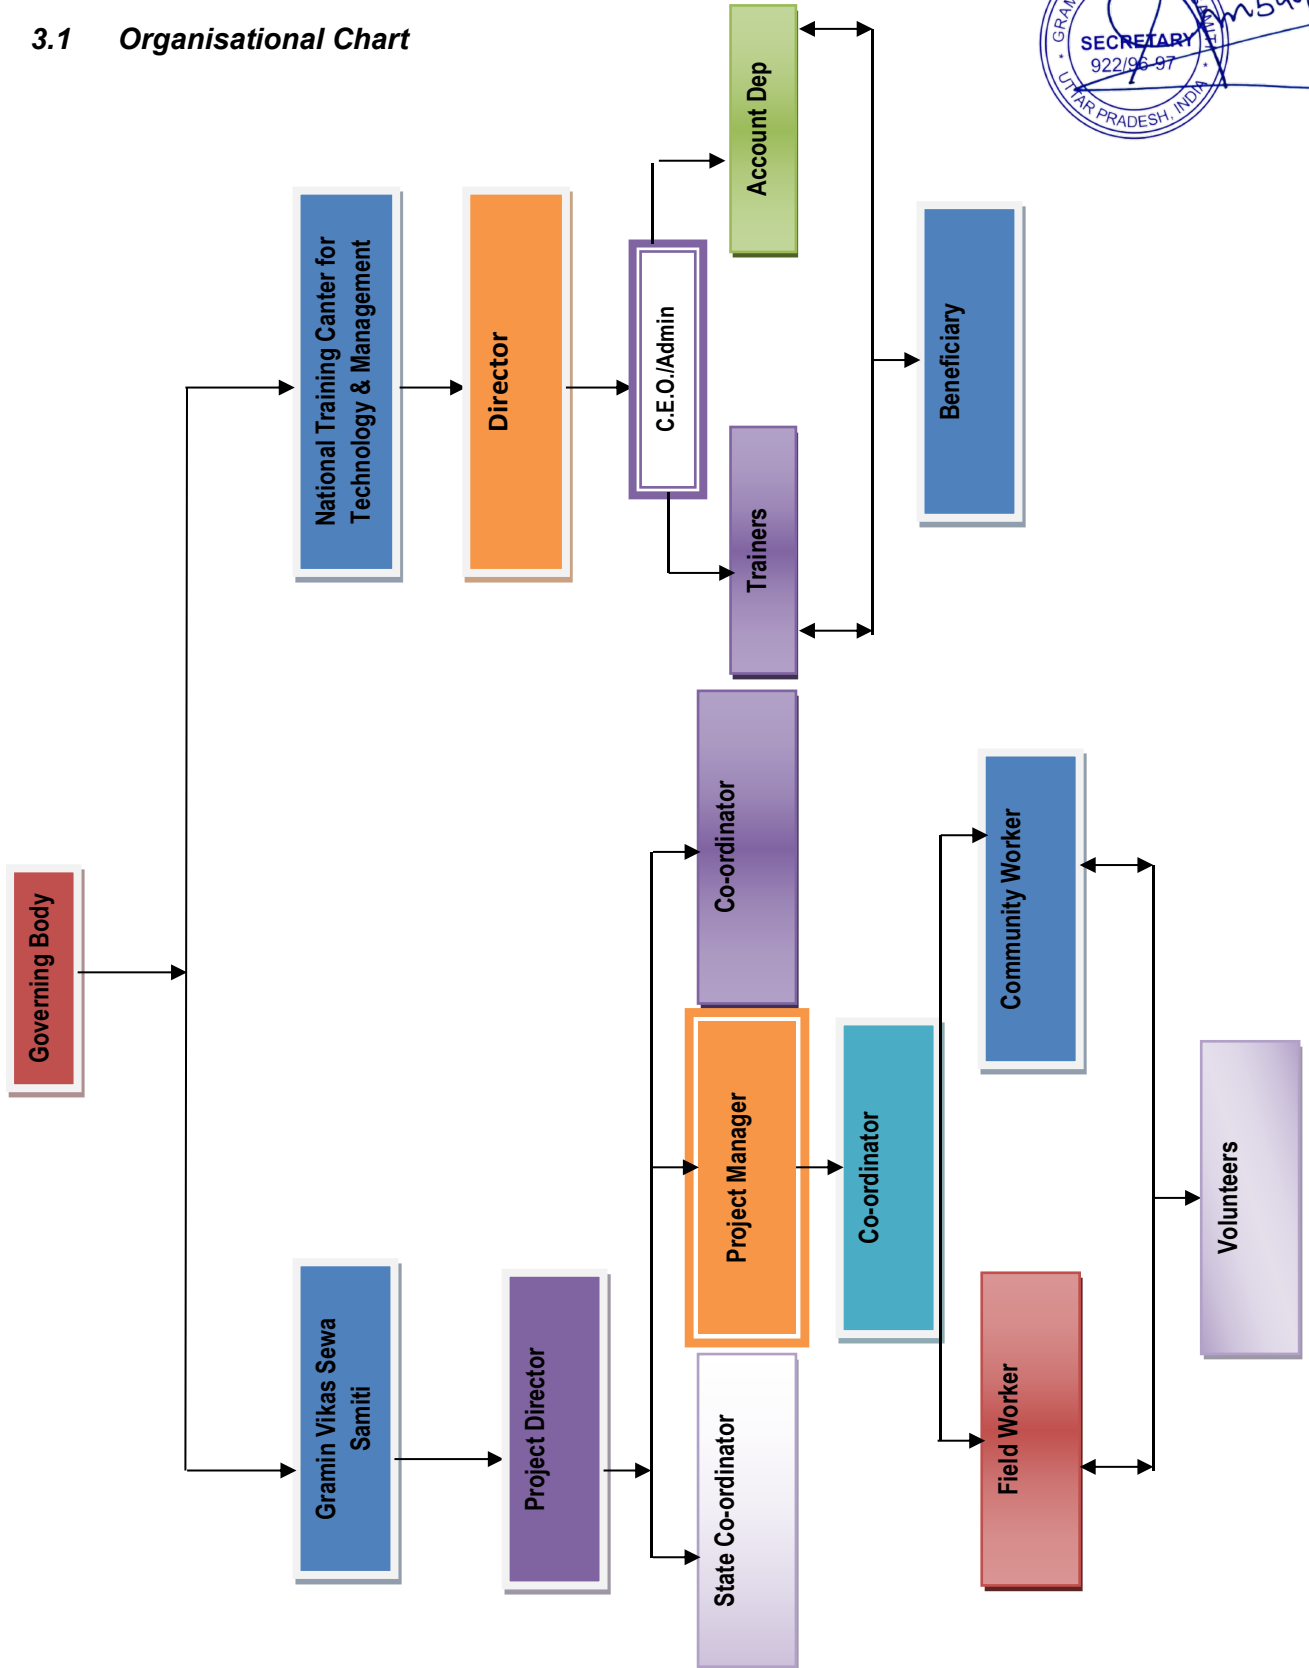 3.1 Organisational Chart
SECRETARY
922/96-97
UTTAR PRADESH, INDIA
Governing Body
Gramin Vikas Sewa
Samiti
National Training Canter for
Technology & Management
Project Director
Director
State Co-ordinator
Project Manager
Co-ordinator
C.E.O./Admin
Trainers
Account Dep
Co-ordinator
Beneficiary
Field Worker
Community Worker
Volunteers